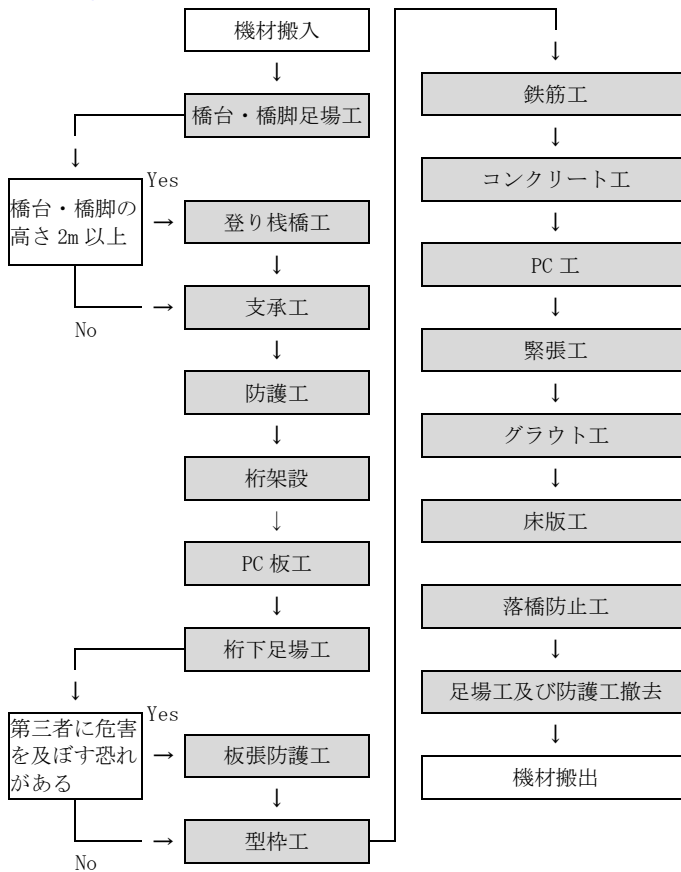 機材搬入
↓
橋台・橋脚足場工
↓
橋台・橋脚の
高さ2m以上
Yes
→
登り桟橋工
↓
No
→
支承工
↓
防護工
↓
桁架設
↓
PC板工
↓
桁下足場工
↓
第三者に危害
を及ぼす恐れ
がある
Yes
→
板張防護工
↓
No
→
型枠工
↓
鉄筋工
↓
コンクリート工
↓
PC工
↓
緊張工
↓
グラウト工
↓
床版工
落橋防止工
↓
足場工及び防護工撤去
↓
機材搬出